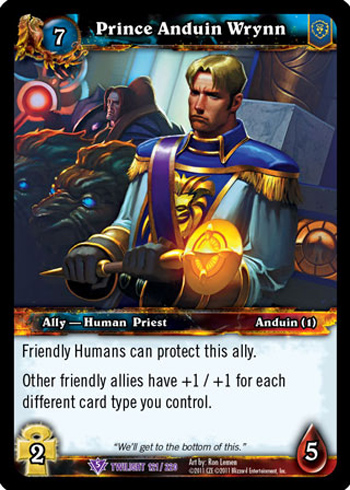 7
Prince Anduin Wrynn
Ally — Human Priest
Anduin (1)
Friendly Humans can protect this ally.
Other friendly allies have +1 / +1 for each
different card type you control.
"We'll get to the bottom of this."
2
5
TWILIGHT 121/220
Art by: Ron Lemen
©2011 CZE ©2011 Blizzard Entertainment, Inc.